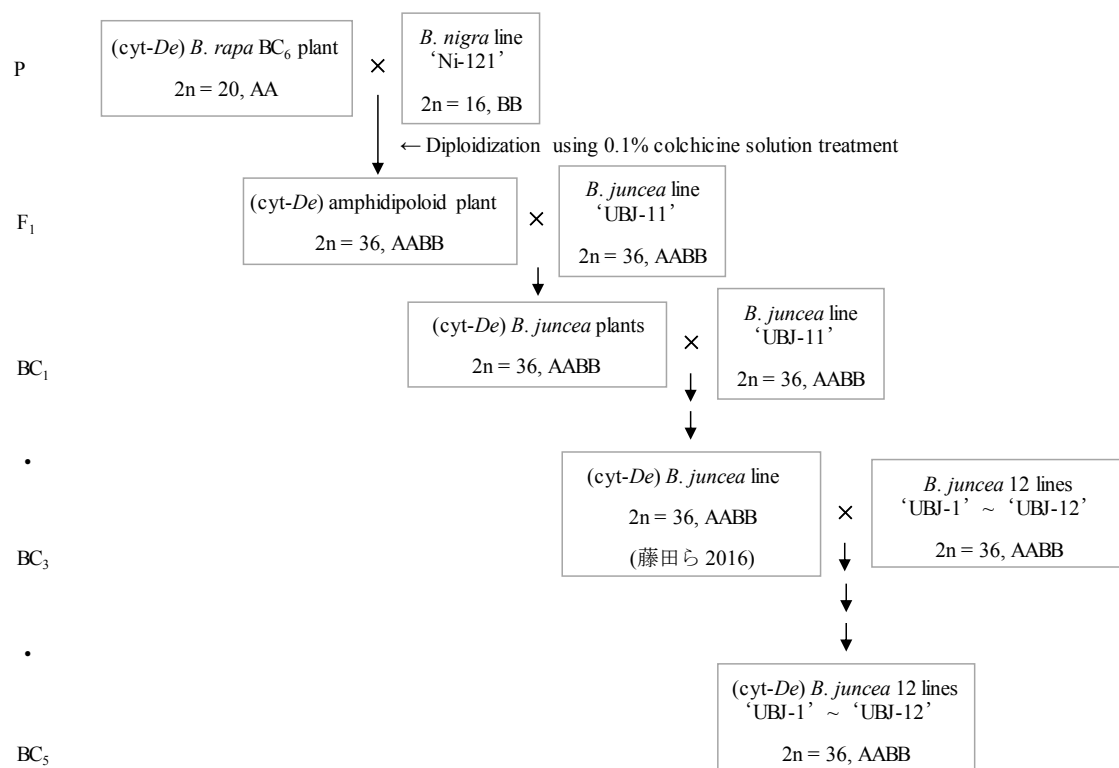 P
(cyt-De) B. rapa BC6 plant
2n = 20, AA
×
B. nigra line
‘Ni-121’
2n = 16, BB
← Diploidization using 0.1% colchicine solution treatment
F1
(cyt-De) amphidipoloid plant
2n = 36, AABB
×
B. juncea line
‘UBJ-11’
2n = 36, AABB
BC1
(cyt-De) B. juncea plants
2n = 36, AABB
×
B. juncea line
‘UBJ-11’
2n = 36, AABB
•
BC3
(cyt-De) B. juncea line
2n = 36, AABB
(藤田ら 2016)
×
B. juncea 12 lines
‘UBJ-1’ ~ ‘UBJ-12’
2n = 36, AABB
•
BC5
(cyt-De) B. juncea 12 lines
‘UBJ-1’ ~ ‘UBJ-12’
2n = 36, AABB